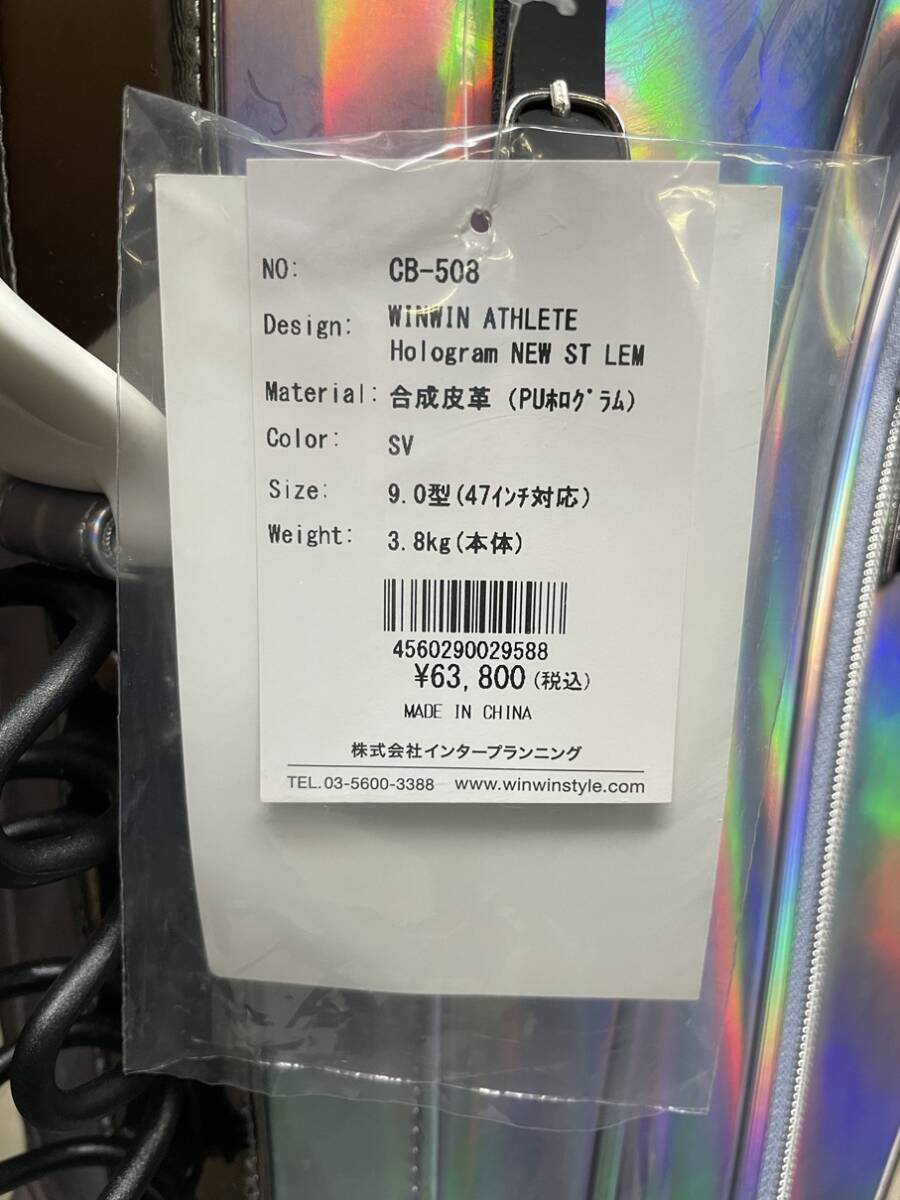 NO: CB-508
Design: WINWIN ATHLETE
Hologram NEW ST LEM
Material: 合成皮革 (PUﾎﾛｸﾞﾗﾑ)
Color: SV
Size: 9.0型(47ｲﾝﾁ対応)
Weight: 3.8kg(本体)
4560290029588
¥63,800(税込)
MADE IN CHINA
株式会社インタープランニング
TEL.03-5600-3388 www.winwinstyle.com